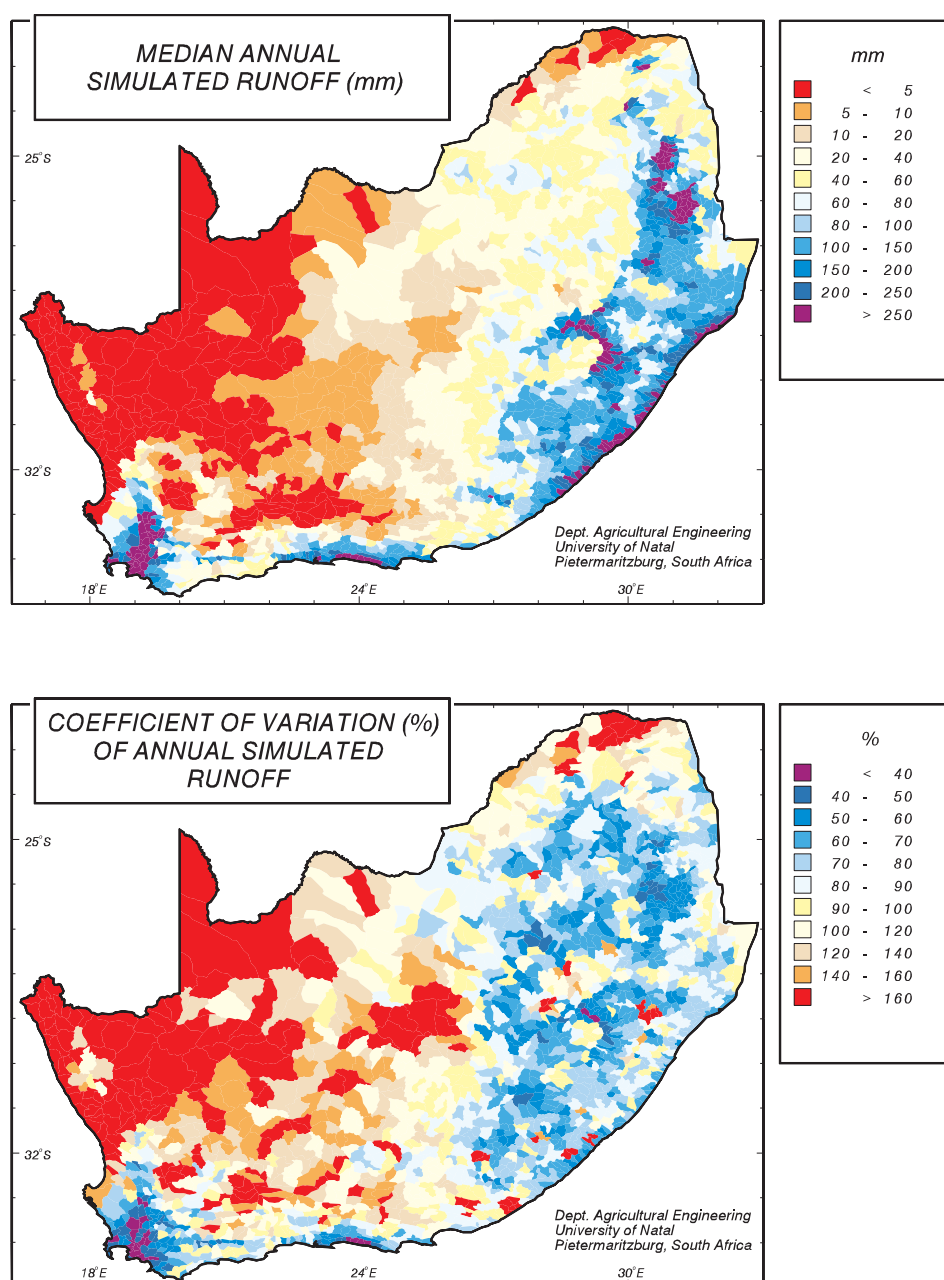 MEDIAN ANNUAL
SIMULATED RUNOFF (mm)
mm
< 5
5 - 10
10 - 20
20 - 40
40 - 60
60 - 80
80 - 100
100 - 150
150 - 200
200 - 250
> 250
25°S
32°S
Dept. Agricultural Engineering
University of Natal
Pietermaritzburg, South Africa
18°E
24°E
30°E
COEFFICIENT OF VARIATION (%)
OF ANNUAL SIMULATED
RUNOFF
%
< 40
40 - 50
50 - 60
60 - 70
70 - 80
80 - 90
90 - 100
100 - 120
120 - 140
140 - 160
> 160
25°S
32°S
Dept. Agricultural Engineering
University of Natal
Pietermaritzburg, South Africa
18°E
24°E
30°E